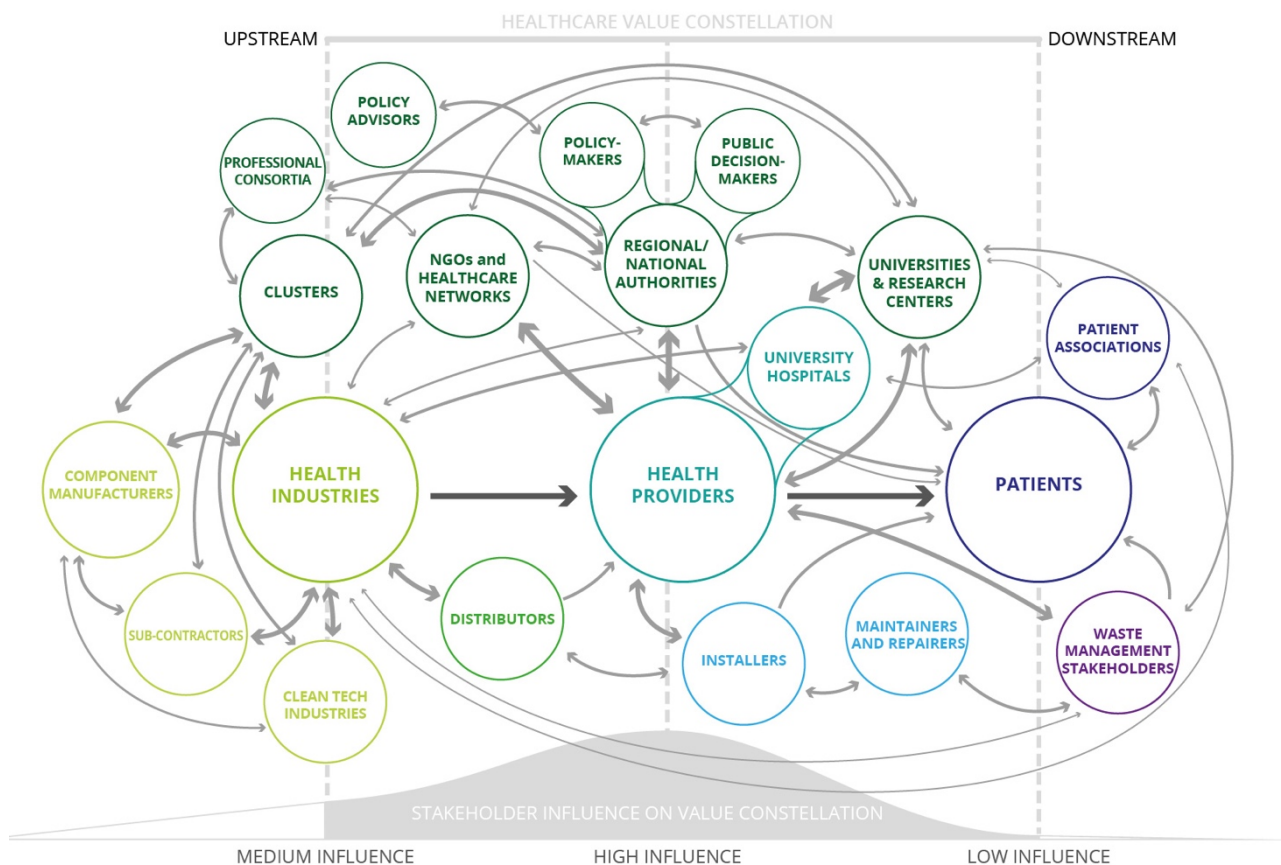 HEALTHCARE VALUE CONSTELLATION
UPSTREAM
DOWNSTREAM
POLICY
ADVISORS
POLICY-
MAKERS
PUBLIC
DECISION-
MAKERS
PROFESSIONAL
CONSORTIA
CLUSTERS
NGOs and
HEALTHCARE
NETWORKS
REGIONAL/
NATIONAL
AUTHORITIES
UNIVERSITIES
& RESEARCH
CENTERS
PATIENT
ASSOCIATIONS
UNIVERSITY
HOSPITALS
COMPONENT
MANUFACTURERS
HEALTH
INDUSTRIES
HEALTH
PROVIDERS
PATIENTS
SUB-CONTRACTORS
DISTRIBUTORS
INSTALLERS
MAINTAINERS
AND REPAIRERS
WASTE
MANAGEMENT
STAKEHOLDERS
CLEAN TECH
INDUSTRIES
STAKEHOLDER INFLUENCE ON VALUE CONSTELLATION
MEDIUM INFLUENCE
HIGH INFLUENCE
LOW INFLUENCE